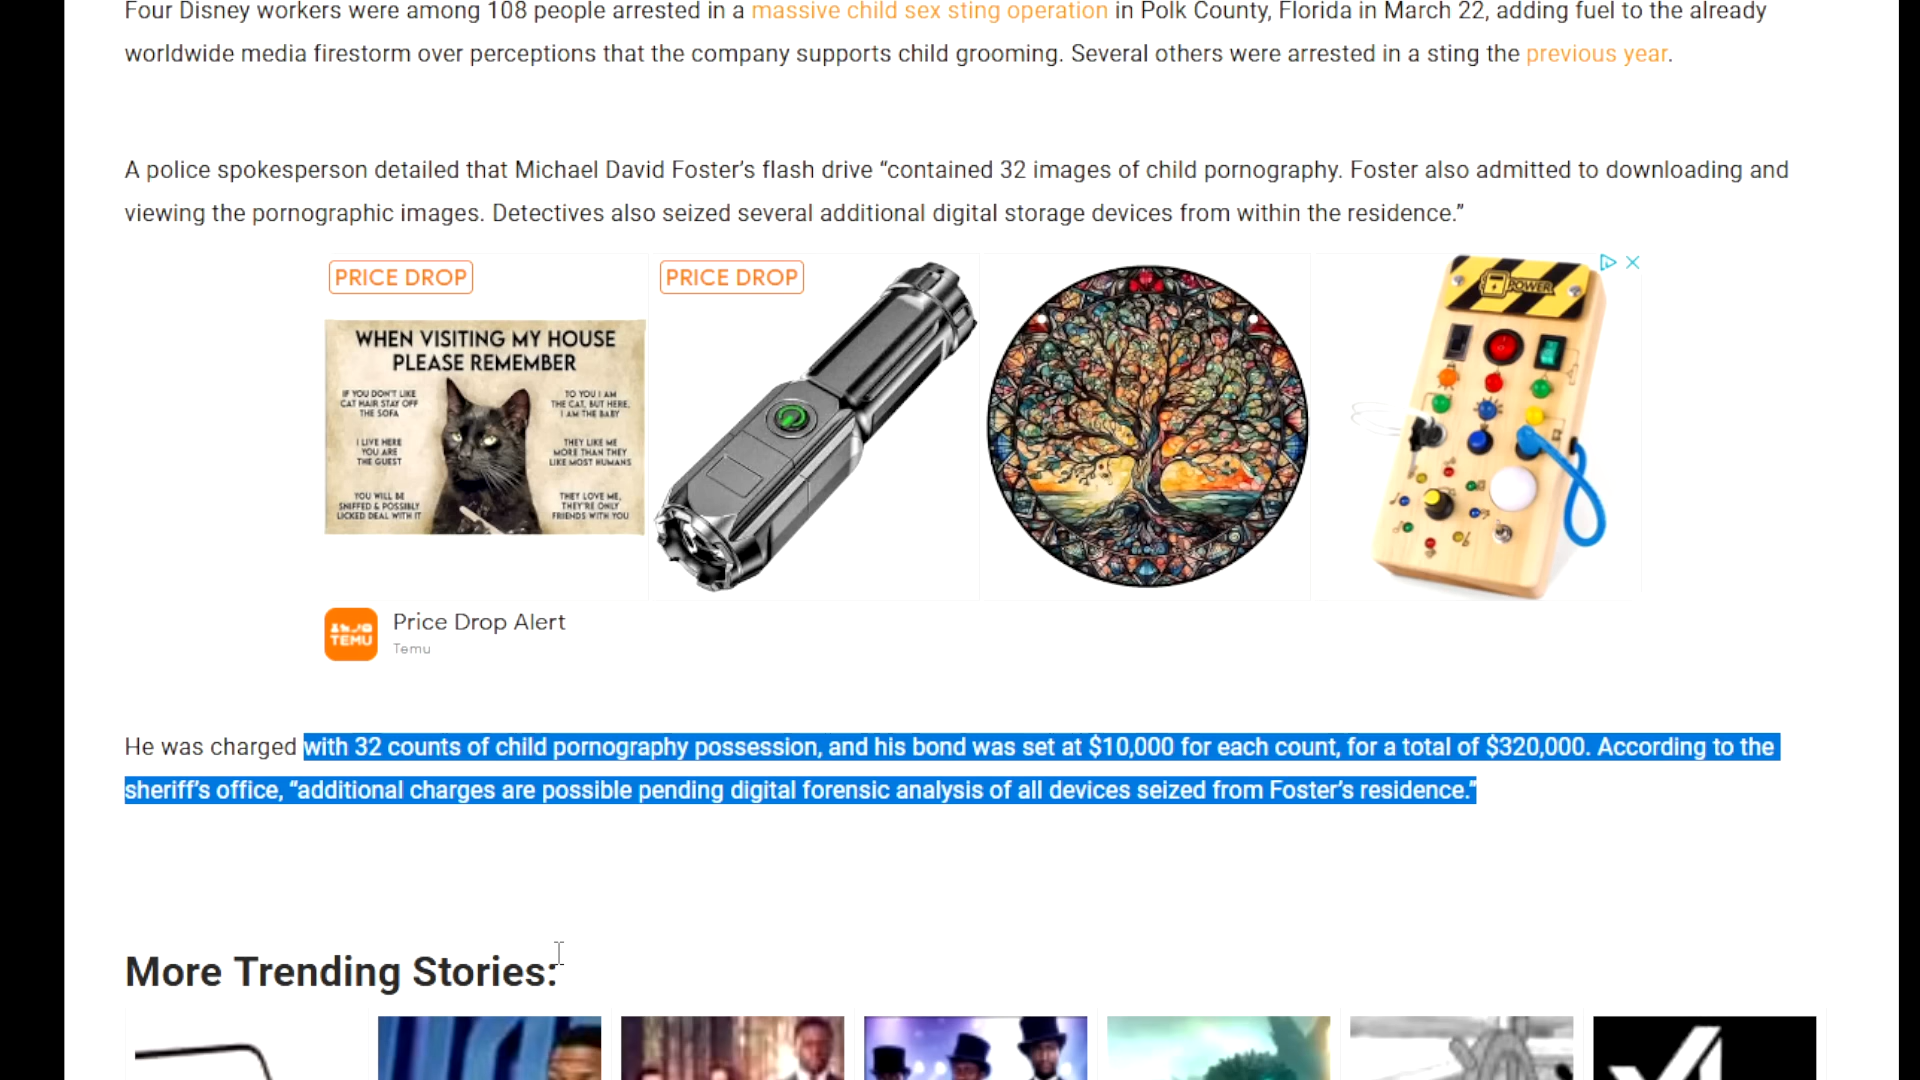 Four Disney workers were among 108 people arrested in a massive child sex sting operation in Polk County, Florida in March 22, adding fuel to the already
worldwide media firestorm over perceptions that the company supports child grooming. Several others were arrested in a sting the previous year.
A police spokesperson detailed that Michael David Foster’s flash drive “contained 32 images of child pornography. Foster also admitted to downloading and
viewing the pornographic images. Detectives also seized several additional digital storage devices from within the residence.”
PRICE DROP
PRICE DROP
WHEN VISITING MY HOUSE
PLEASE REMEMBER
IF YOU DON'T LIKE
CAT HAIR STAY OFF
THE SOFA
TO YOU I AM
THE CAT, BUT HERE,
I AM THE BABY
I LIVE HERE
YOU ARE
THE GUEST
THEY LIKE ME
MORE THAN THEY
LIKE MOST HUMANS
YOU WILL BE
SNIFFED & POSSIBLY
LICKED DEAL WITH IT
THEY LOVE ME,
THEY'RE ONLY
FRIENDS WITH YOU
POWER
TEMU
Price Drop Alert
Temu
He was charged with 32 counts of child pornography possession, and his bond was set at $10,000 for each count, for a total of $320,000. According to the
sheriff’s office, “additional charges are possible pending digital forensic analysis of all devices seized from Foster’s residence.”
More Trending Stories: